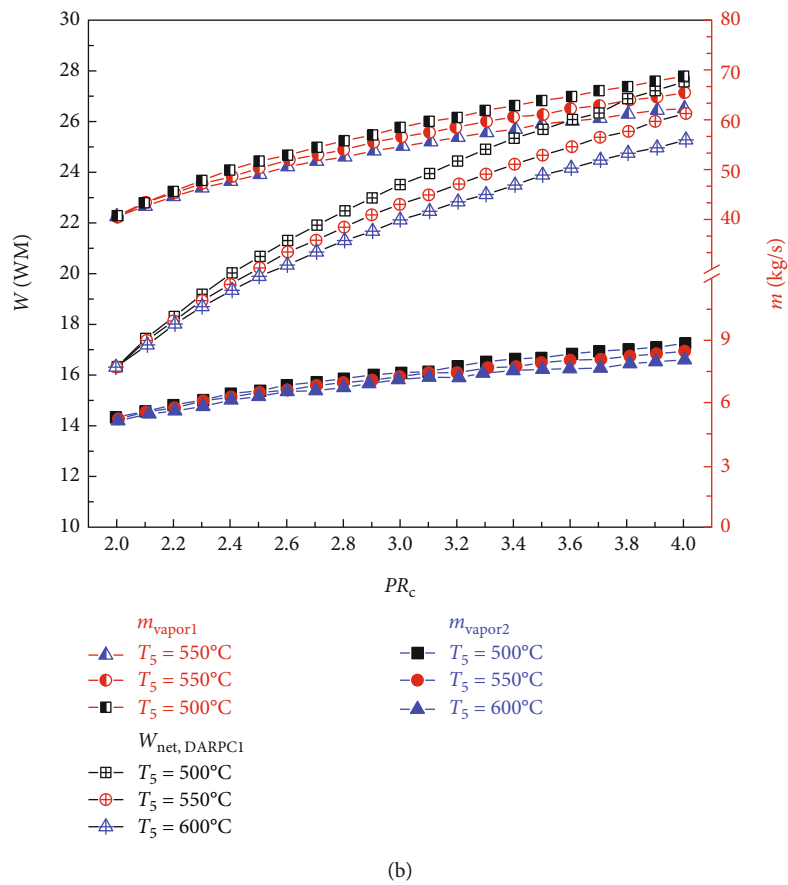 30
28
26
24
22
20
18
16
14
12
10
W (WM)
80
70
60
50
40
9
6
3
0
m (kg/s)
2.0 2.2 2.4 2.6 2.8 3.0 3.2 3.4 3.6 3.8 4.0
PRc
mvapor1
T5 = 550°C
T5 = 550°C
T5 = 500°C
Wnet, DARPC1
T5 = 500°C
T5 = 550°C
T5 = 600°C
mvapor2
T5 = 500°C
T5 = 550°C
T5 = 600°C
(b)